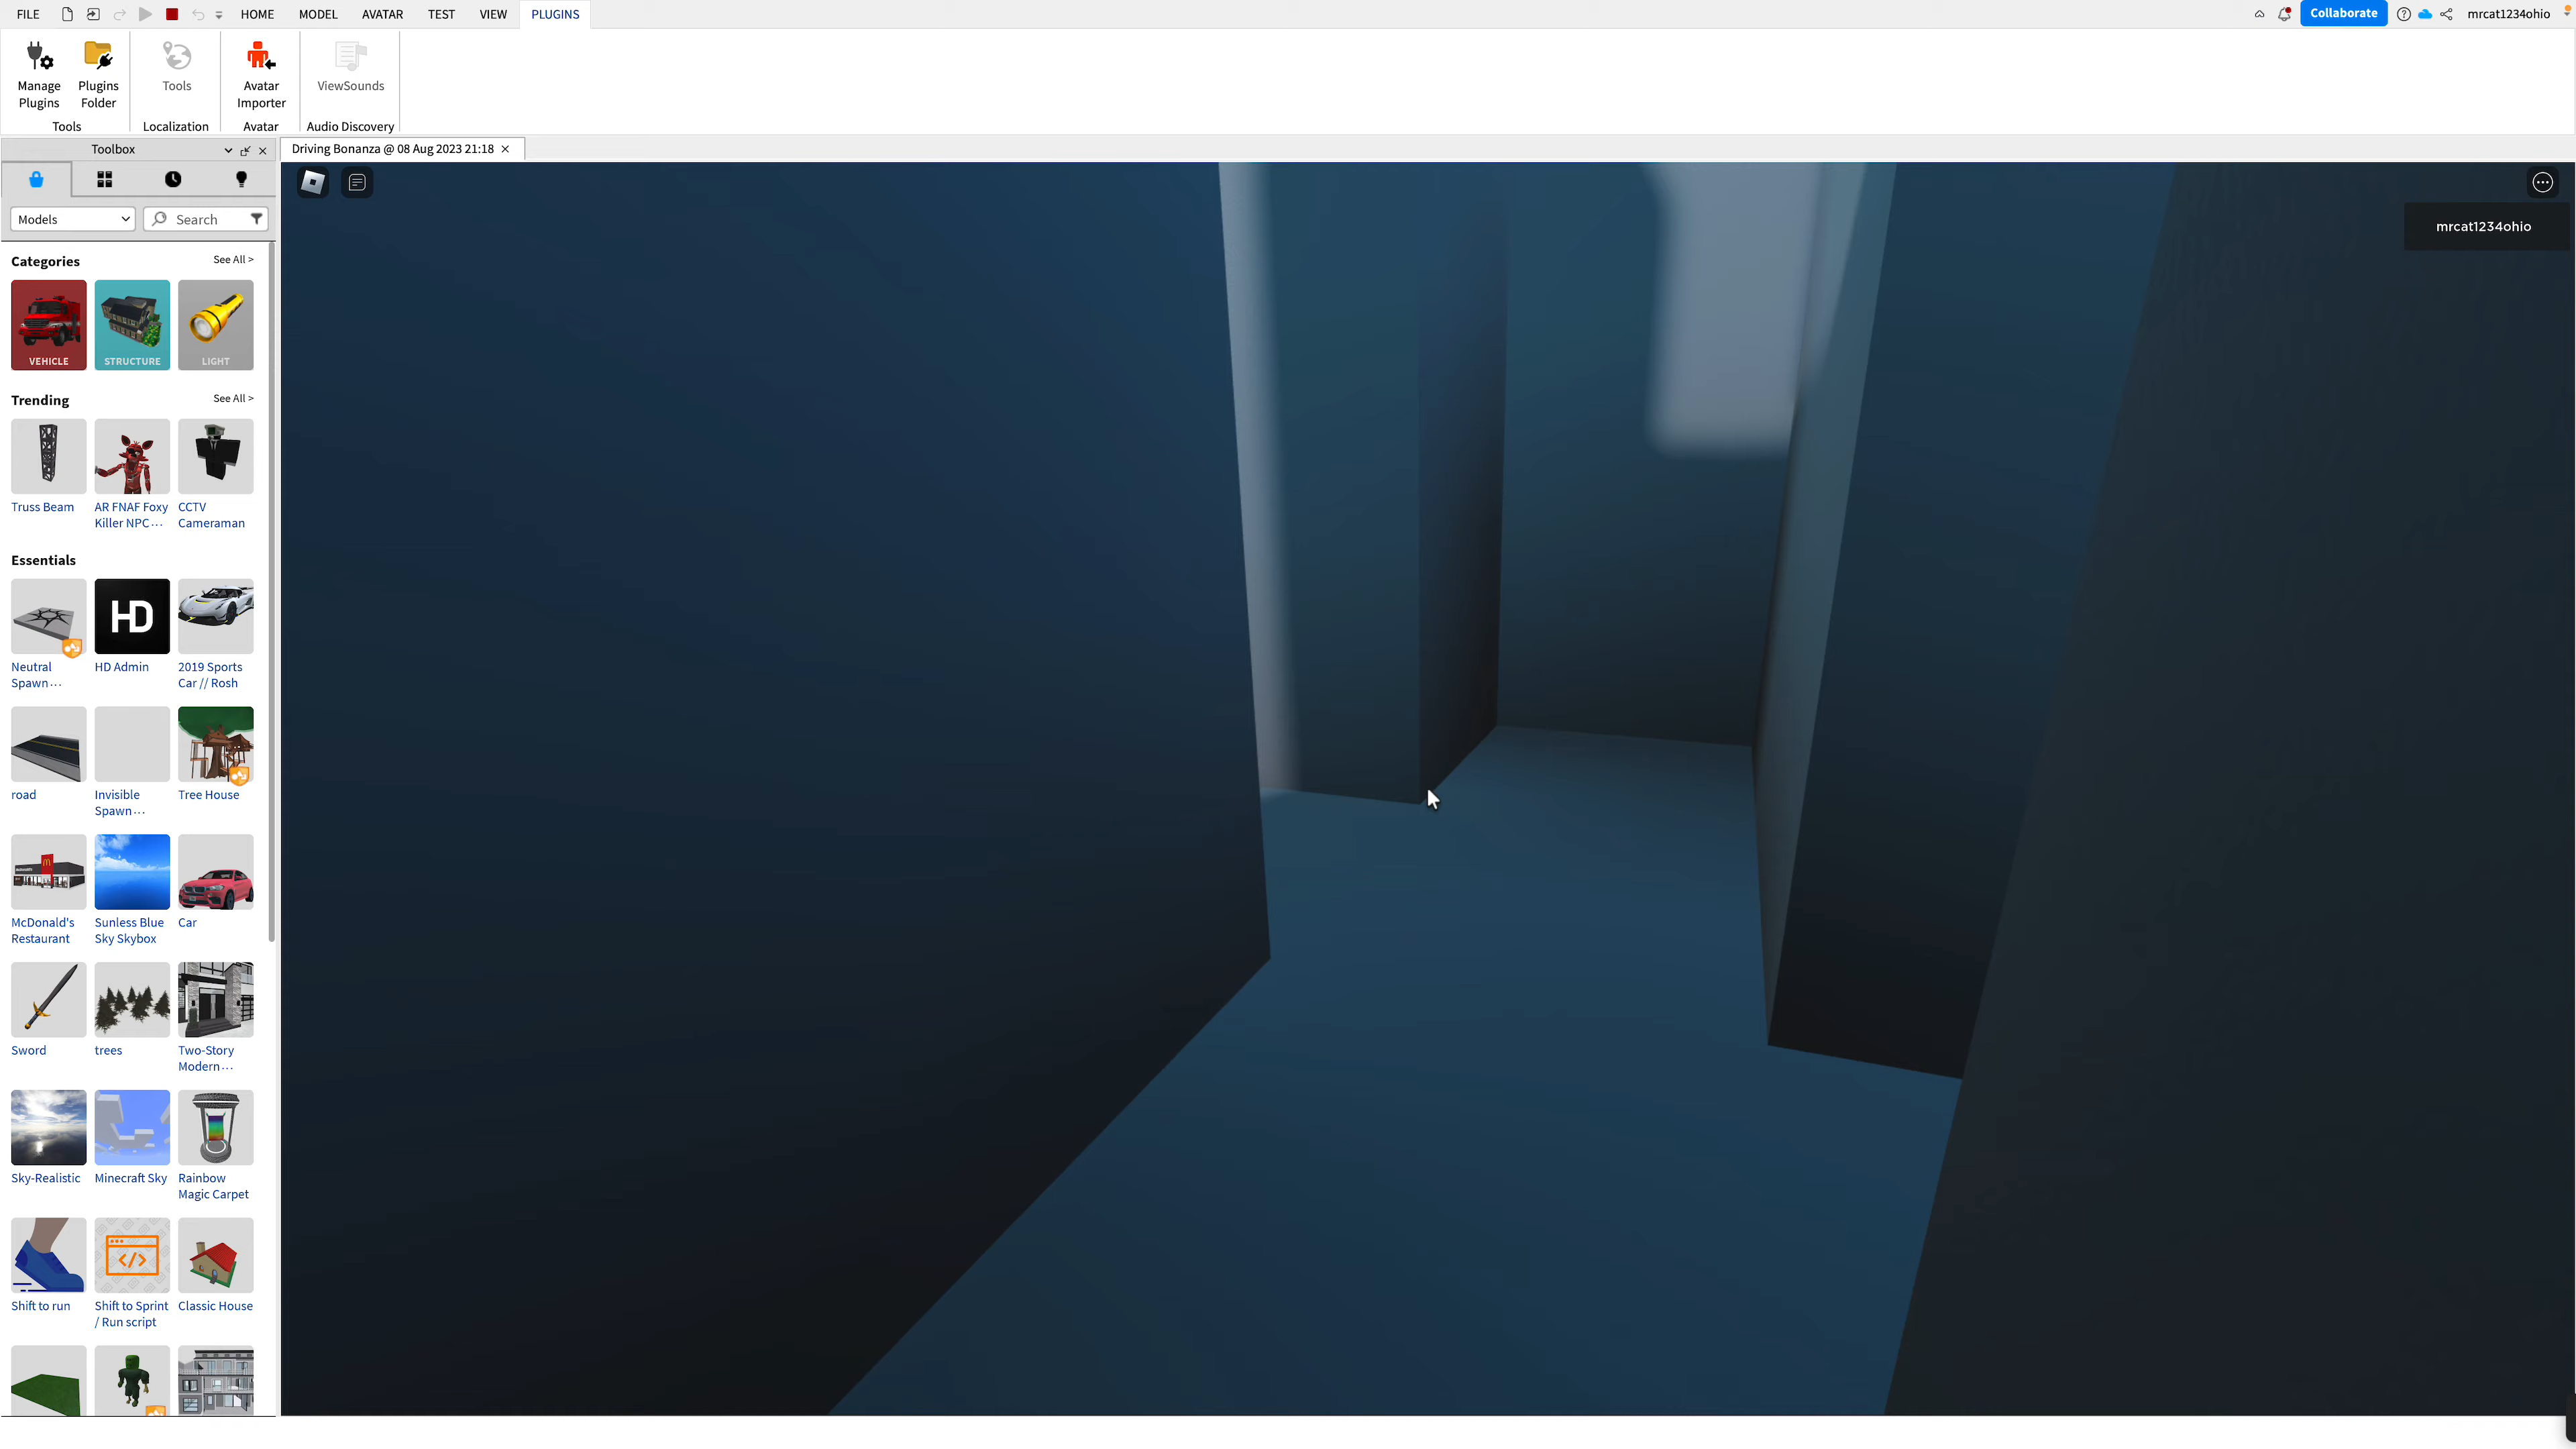 FILE
HOME
MODEL
AVATAR
TEST
VIEW
PLUGINS
Collaborate
mrcat1234ohio
Manage
Plugins
Plugins
Folder
Tools
Tools
Localization
Avatar
Importer
Avatar
ViewSounds
Audio Discovery
Toolbox
Driving Bonanza @ 08 Aug 2023 21:18
Models
Search
mrcat1234ohio
Categories
See All >
VEHICLE
STRUCTURE
LIGHT
Trending
See All >
Truss Beam
AR FNAF Foxy
Killer NPC...
CCTV
Cameraman
Essentials
HD
Neutral
Spawn...
HD Admin
2019 Sports
Car // Rosh
road
Invisible
Spawn...
Tree House
McDonald's
Restaurant
Sunless Blue
Sky Skybox
Car
Sword
trees
Two-Story
Modern...
Sky-Realistic
Minecraft Sky
Rainbow
Magic Carpet
Shift to run
Shift to Sprint
/ Run script
Classic House